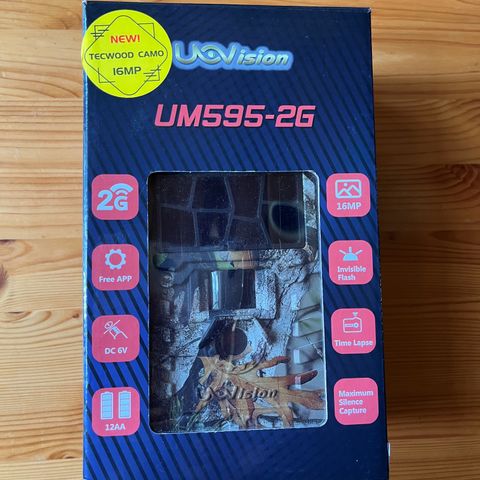 NEW!
TECWOOD CAMO
16MP
UOVision
UM595-2G
2G
16MP
Free APP
Invisible
Flash
DC 6V
Time Lapse
12AA
Maximum
Silence
Capture
UOVision